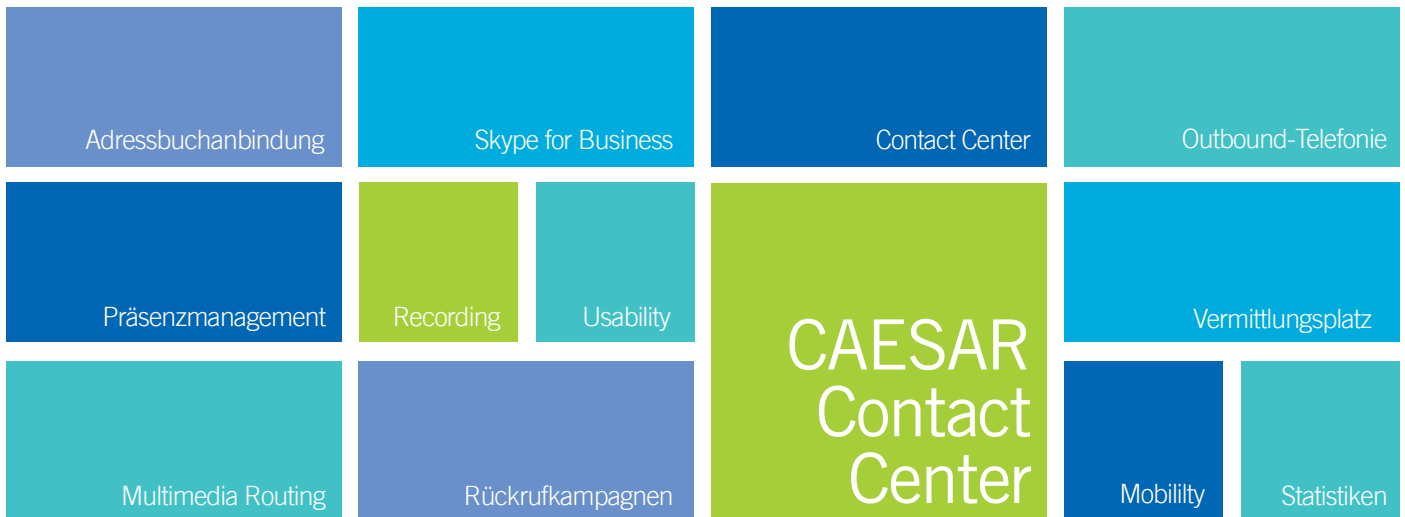 Adressbuchanbindung
Skype for Business
Contact Center
Outbound-Telefonie
Präsenzmanagement
Recording
Usability
CAESAR
Contact
Center
Vermittlungsplatz
Multimedia Routing
Rückrufkampagnen
Mobililty
Statistiken